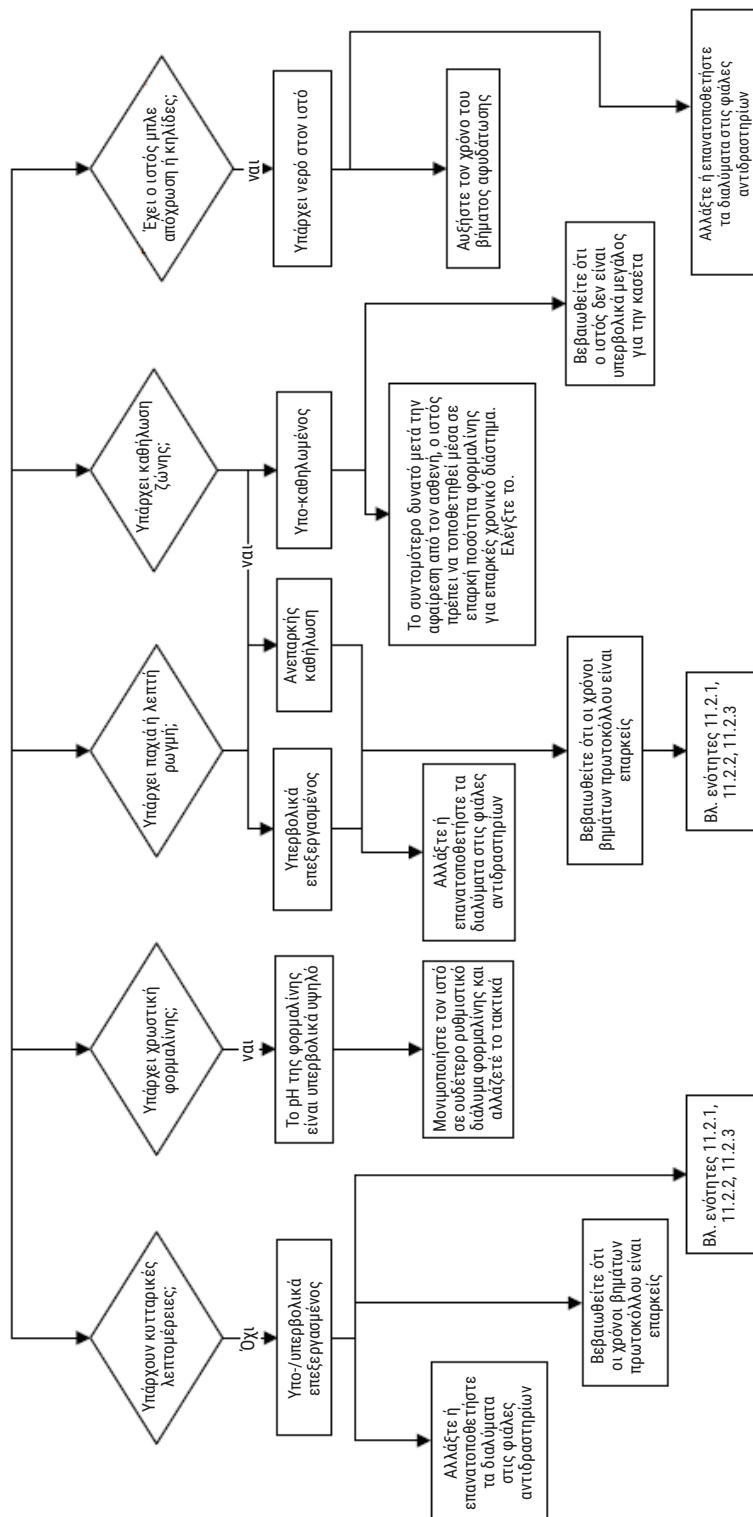 Υπάρχουν κυτταρικές
λεπτομέρειες;
Όχι
Υπο-/υπερβολικά
επεξεργασμένος
Αλλάξτε ή
επανατοποθετήστε
τα διαλύματα
στις φιάλες
αντιδραστηρίων
Βεβαιωθείτε ότι
οι χρόνοι βημάτων
πρωτοκόλλου είναι
επαρκείς
Βλ. ενότητες 11.2.1,
11.2.2, 11.2.3
Υπάρχει χρωστική
φορμαλίνης;
ναι
Το pH της φορμαλίνης
είναι υπερβολικά υψηλό
Μονιμοποιήστε τον ιστό
σε ουδέτερο ρυθμιστικό
διάλυμα φορμαλίνης και
αλλάζετέ το τακτικά
Υπάρχει παχιά ή λεπτή
ρωγμή;
Υπερβολικά
επεξεργασμένος
Ανεπαρκής
καθήλωση
Αλλάξτε ή
επανατοποθετήστε τα
διαλύματα στις φιάλες
αντιδραστηρίων
Βεβαιωθείτε ότι οι χρόνοι
βημάτων πρωτοκόλλου είναι
επαρκείς
Βλ. ενότητες 11.2.1,
11.2.2, 11.2.3
Υπάρχει καθήλωση
ζώνης;
ναι
Υπο-καθηλωμένος
Το συντομότερο δυνατό μετά την
αφαίρεση από τον ασθενή, ο ιστός
πρέπει να τοποθετηθεί μέσα σε
επαρκή ποσότητα φορμαλίνης
για επαρκές χρονικό διάστημα.
Ελέγξτε το.
Βεβαιωθείτε ότι
ο ιστός δεν είναι
υπερβολικά μεγάλος
για την κασέτα
Έχει ο ιστός μπλε
απόχρωση ή κηλίδες;
ναι
Υπάρχει νερό στον ιστό
Αυξήστε τον χρόνο του
βήματος αφυδάτωσης
Αλλάξτε ή επανατοποθετήστε
τα διαλύματα στις φιάλες
αντιδραστηρίων